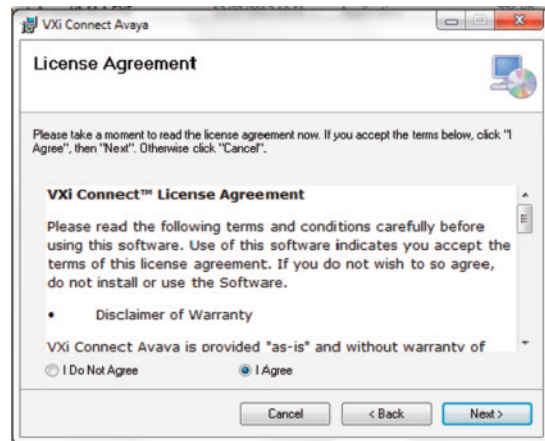 VXi Connect Avaya
License Agreement
Please take a moment to read the license agreement now. If you accept the terms below, click "I
Agree", then "Next". Otherwise click "Cancel".
VXi Connect™ License Agreement
Please read the following terms and conditions carefully before
using this software. Use of this software indicates you accept the
terms of this license agreement. If you do not wish to so agree,
do not install or use the Software.
• Disclaimer of Warranty
VXi Connect Avaya is provided "as-is" and without warranty of
I Do Not Agree
I Agree
Cancel
< Back
Next >